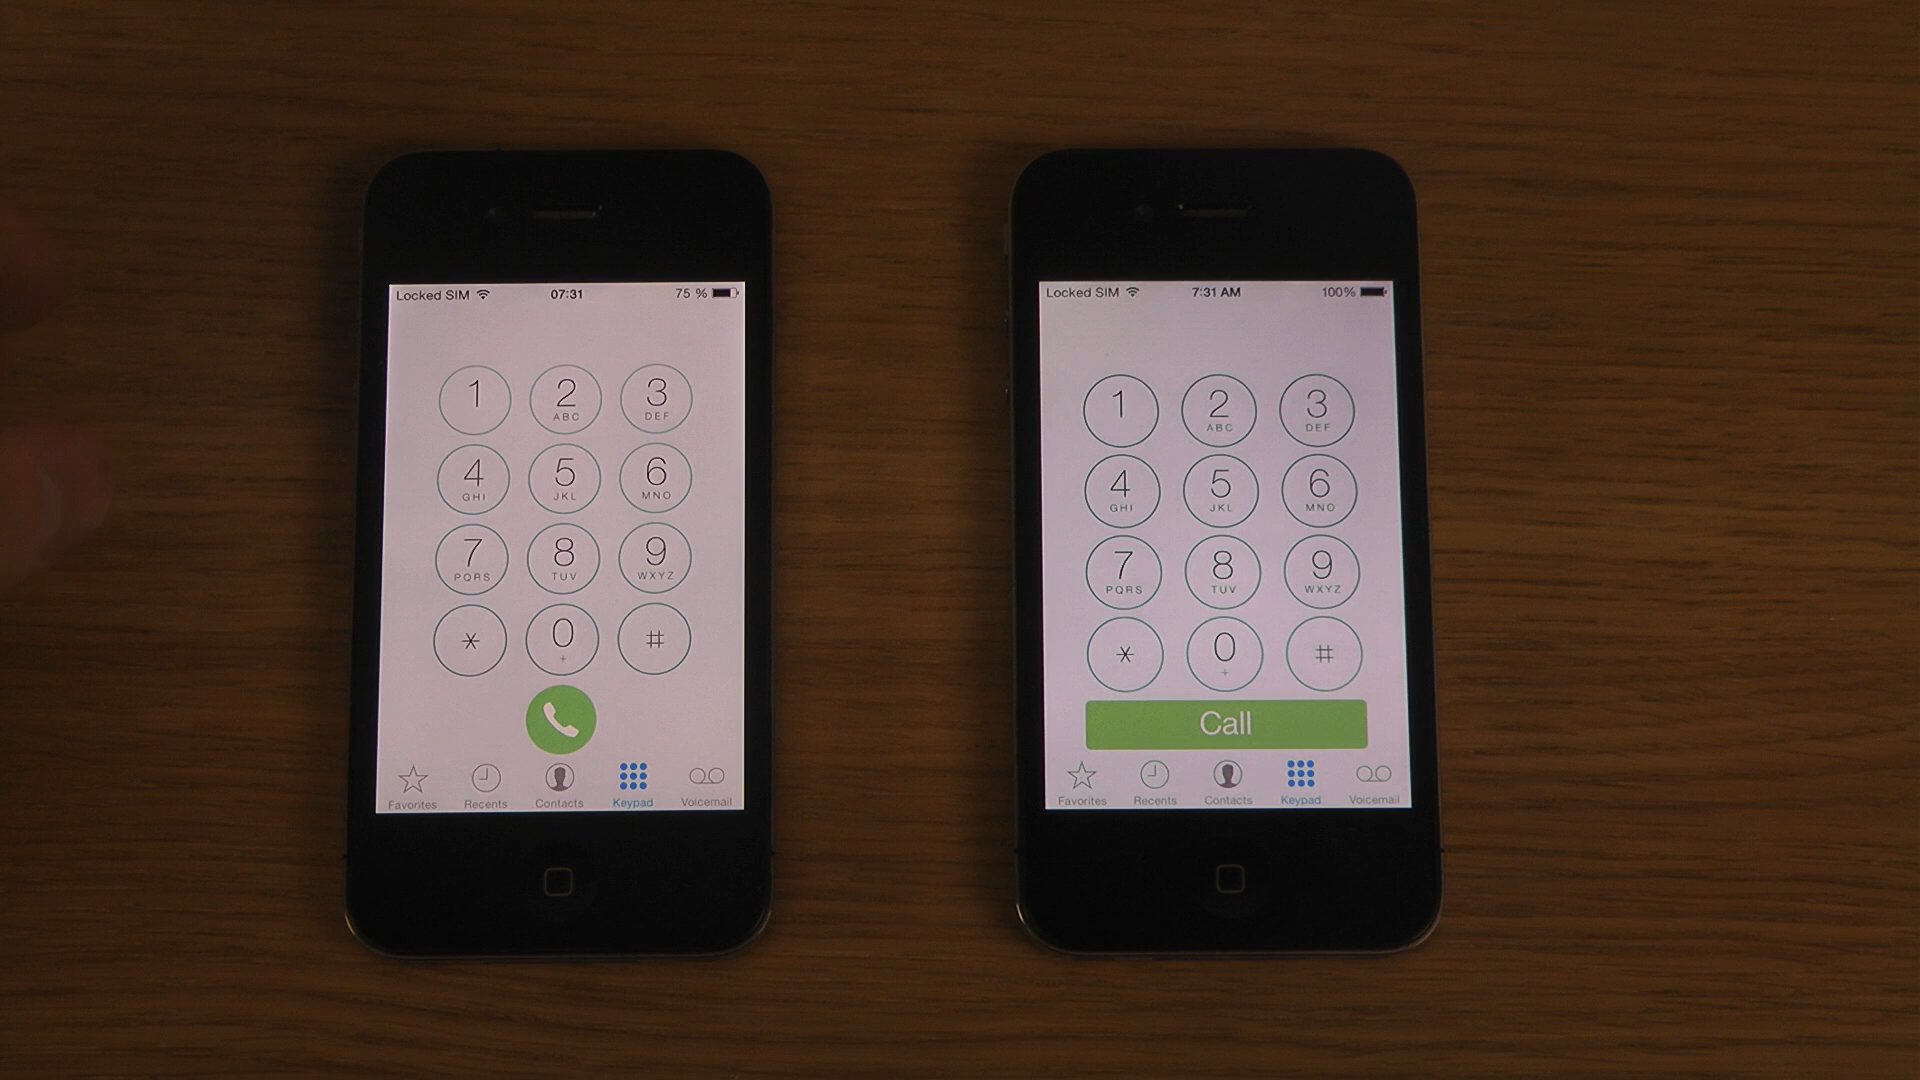 Locked SIM 07:31 75 %
1 2 3
ABC DEF
4 5 6
GHI JKL MNO
7 8 9
PQRS TUV WXYZ
* 0 #
+
Favorites Recents Contacts Keypad Voicemail
Locked SIM 7:31 AM 100%
1 2 3
ABC DEF
4 5 6
GHI JKL MNO
7 8 9
PQRS TUV WXYZ
* 0 #
+
Call
Favorites Recents Contacts Keypad Voicemail